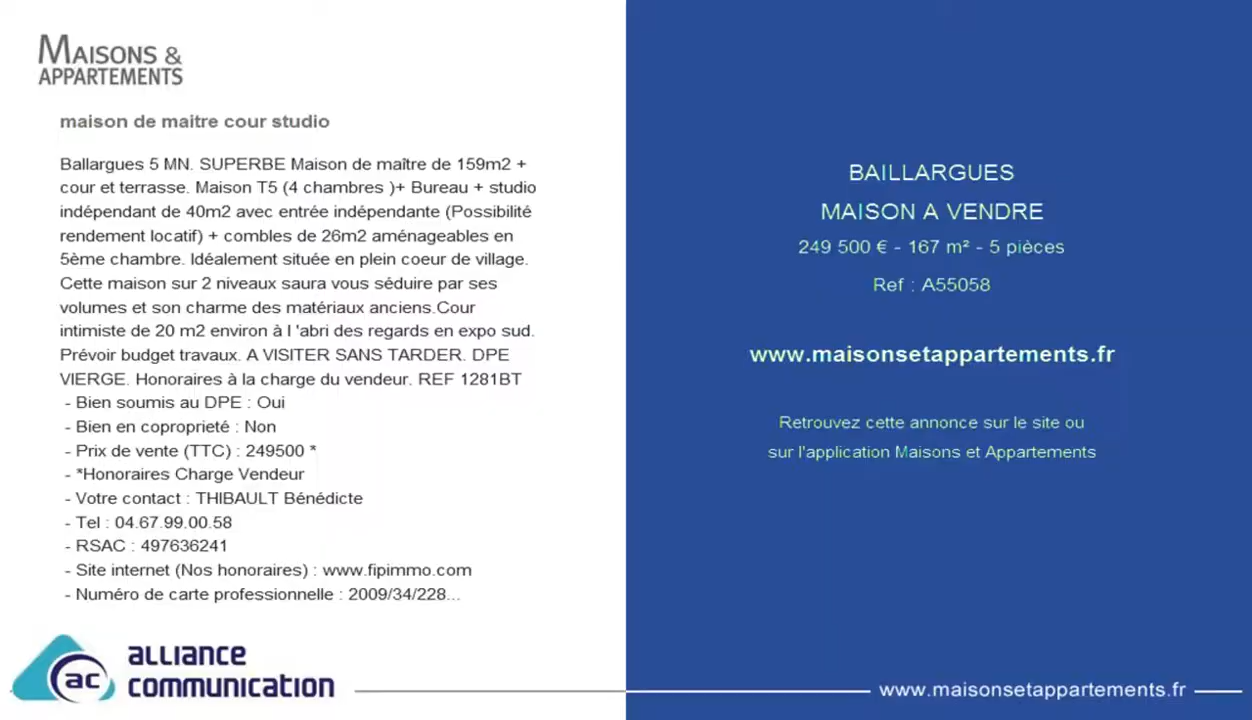 MAISONS &
APPARTEMENTS
maison de maitre cour studio
Ballargues 5 MN. SUPERBE Maison de maître de 159m2 +
cour et terrasse. Maison T5 (4 chambres )+ Bureau + studio
indépendant de 40m2 avec entrée indépendante (Possibilité
rendement locatif) + combles de 26m2 aménageables en
5ème chambre. Idéalement située en plein coeur de village.
Cette maison sur 2 niveaux saura vous séduire par ses
volumes et son charme des matériaux anciens.Cour
intimiste de 20 m2 environ à l 'abri des regards en expo sud.
Prévoir budget travaux. A VISITER SANS TARDER. DPE
VIERGE. Honoraires à la charge du vendeur. REF 1281BT
- Bien soumis au DPE : Oui
- Bien en coproprieté : Non
- Prix de vente (TTC) : 249500 *
- *Honoraires Charge Vendeur
- Votre contact : THIBAULT Bénédicte
- Tel : 04.67.99.00.58
- RSAC : 497636241
- Site internet (Nos honoraires) : www.fipimmo.com
- Numéro de carte professionnelle : 2009/34/228...
ac alliance
communication
BAILLARGUES
MAISON A VENDRE
249 500 € - 167 m² - 5 pièces
Ref : A55058
www.maisonsetappartements.fr
Retrouvez cette annonce sur le site ou
sur l'application Maisons et Appartements
www.maisonsetappartements.fr